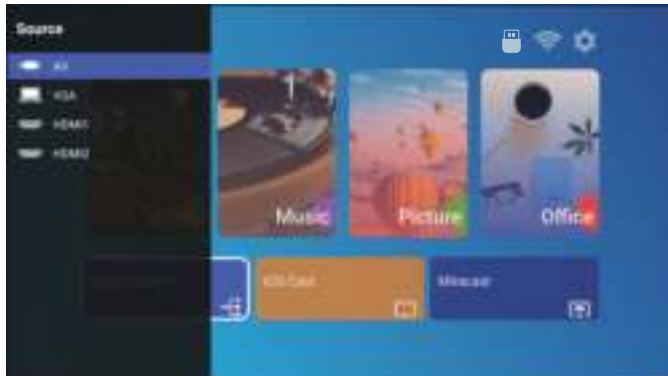 Source
AV
VGA
HDMI1
HDMI2
Music
Picture
Office
iOS Cast
Miracast